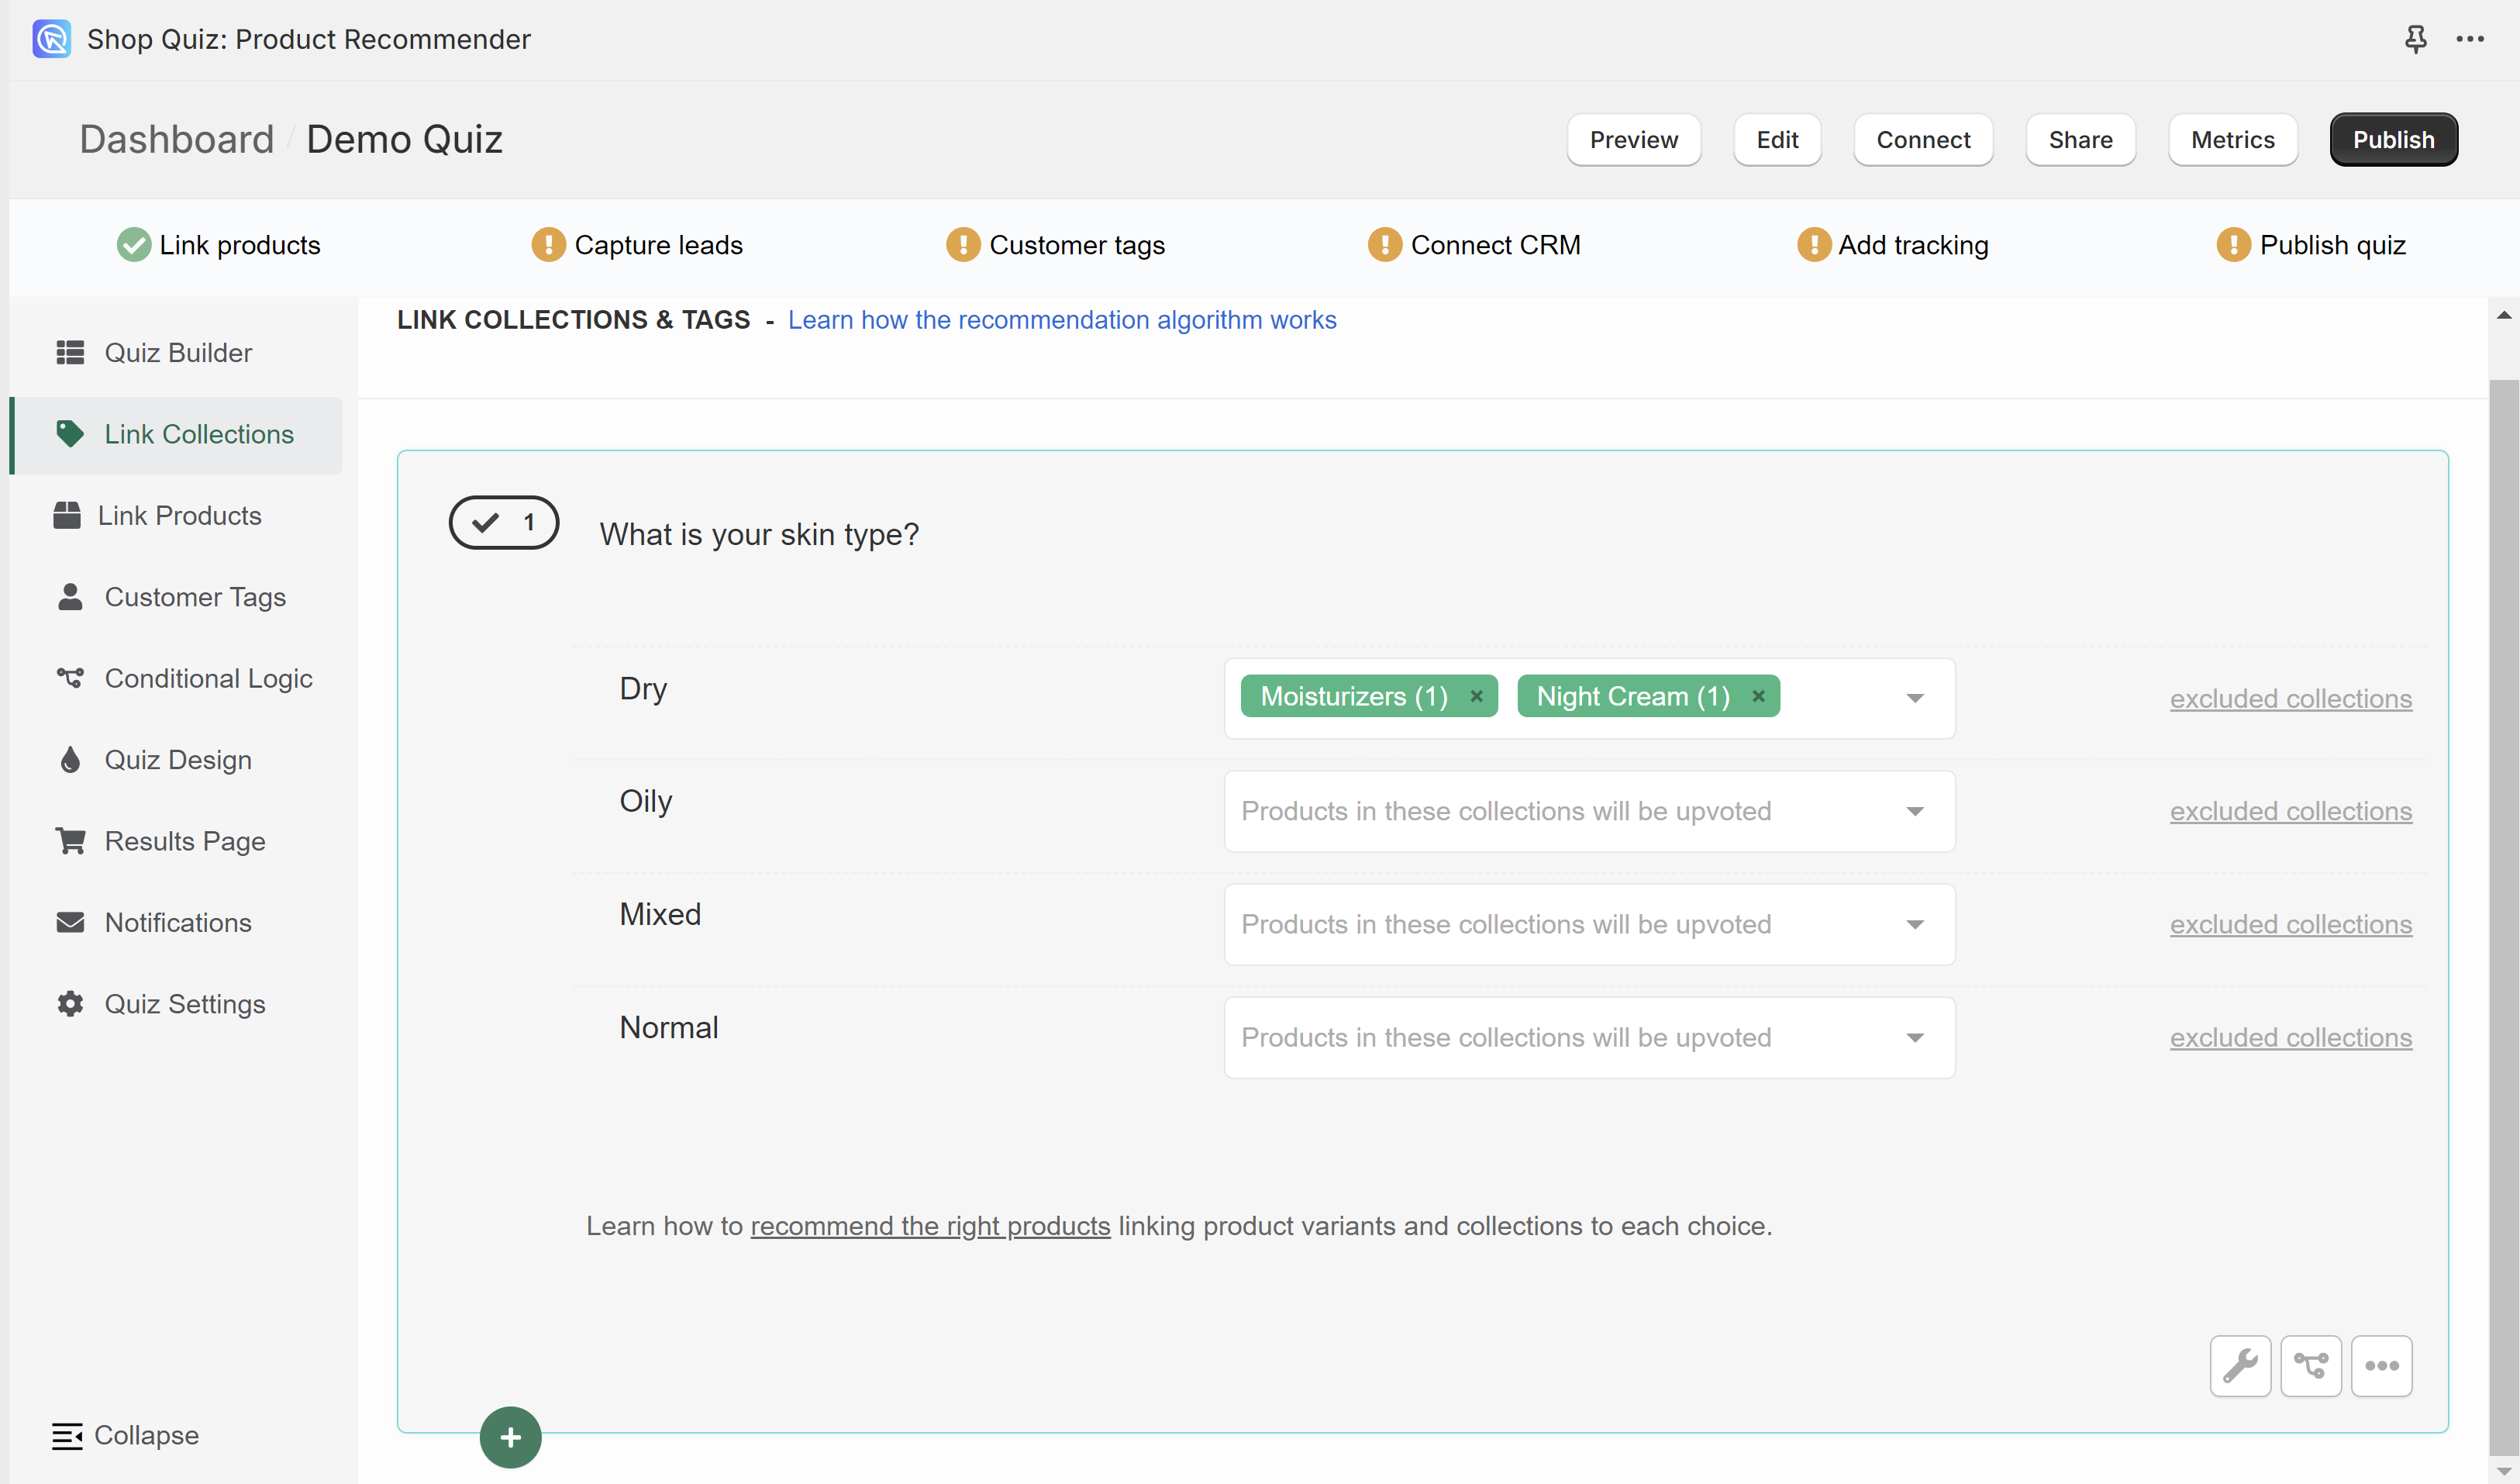 Shop Quiz: Product Recommender
Dashboard / Demo Quiz
Preview
Edit
Connect
Share
Metrics
Publish
Link products
Capture leads
Customer tags
Connect CRM
Add tracking
Publish quiz
Quiz Builder
Link Collections
Link Products
Customer Tags
Conditional Logic
Quiz Design
Results Page
Notifications
Quiz Settings
Collapse
LINK COLLECTIONS & TAGS - Learn how the recommendation algorithm works
1
What is your skin type?
Dry
Moisturizers (1) ×
Night Cream (1) ×
excluded collections
Oily
Products in these collections will be upvoted
excluded collections
Mixed
Products in these collections will be upvoted
excluded collections
Normal
Products in these collections will be upvoted
excluded collections
Learn how to recommend the right products linking product variants and collections to each choice.